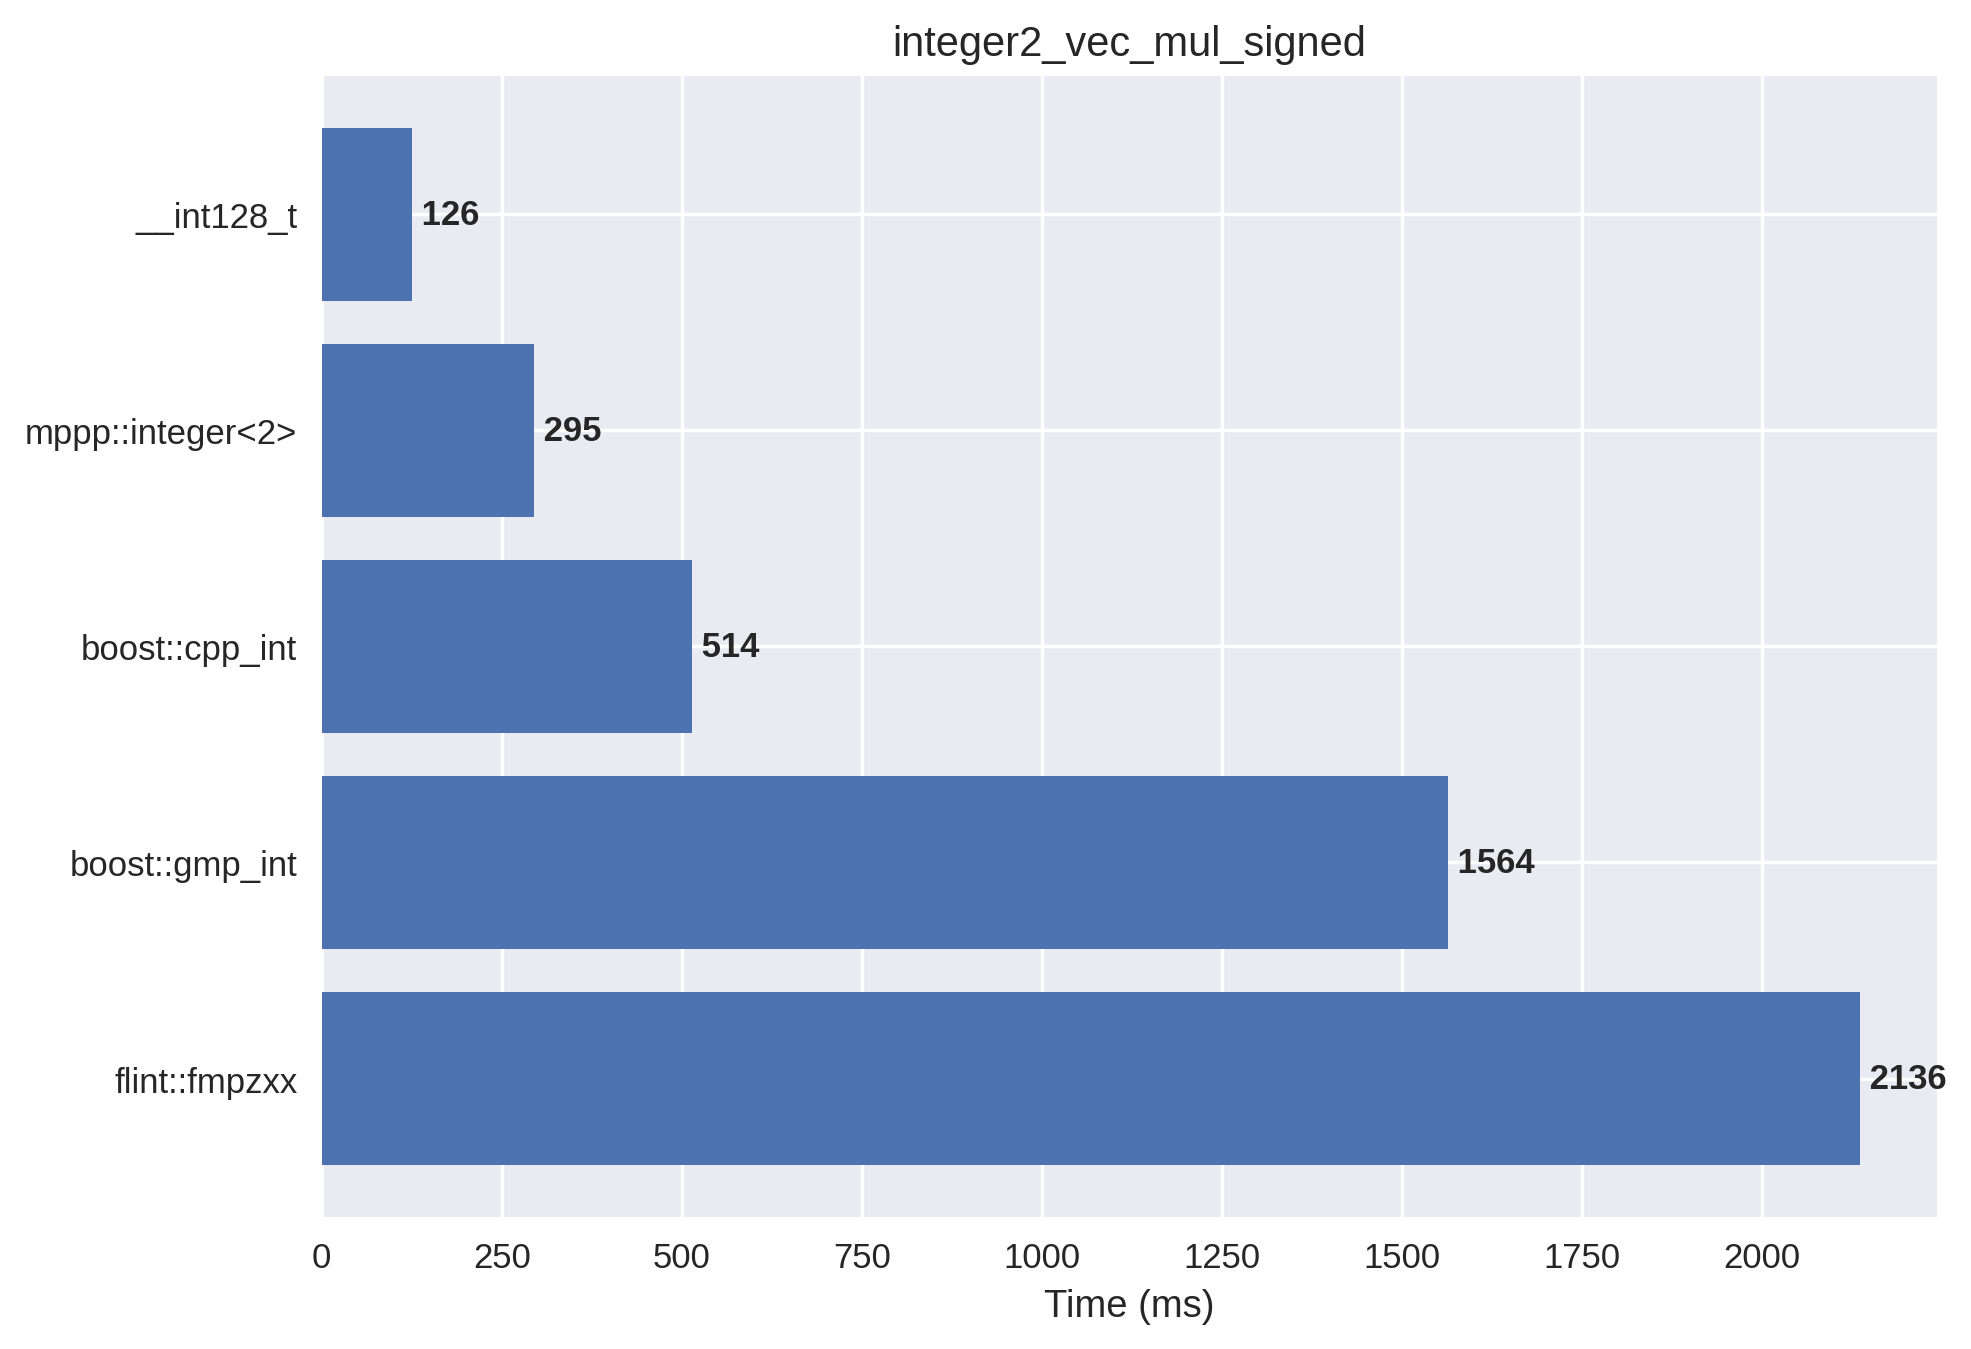 integer2_vec_mul_signed
__int128_t
126
mppp::integer<2>
295
boost::cpp_int
514
boost::gmp_int
1564
flint::fmpzxx
2136
0 250 500 750 1000 1250 1500 1750 2000
Time (ms)